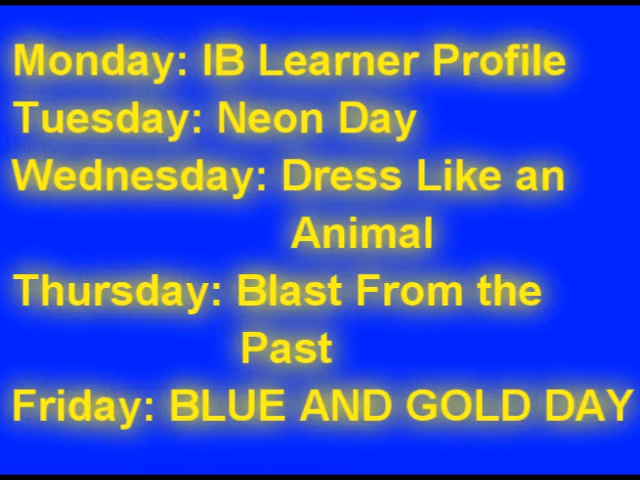 Monday: IB Learner Profile
Tuesday: Neon Day
Wednesday: Dress Like an
Animal
Thursday: Blast From the
Past
Friday: BLUE AND GOLD DAY